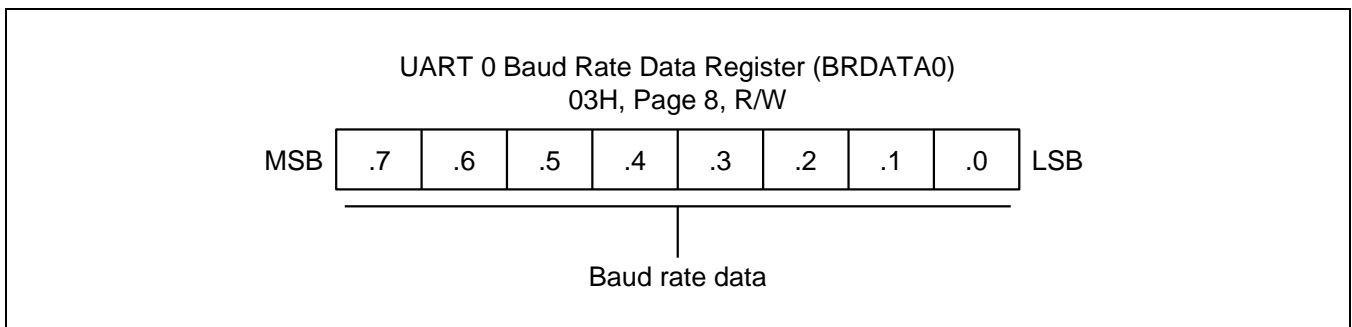 UART 0 Baud Rate Data Register (BRDATA0)
03H, Page 8, R/W
MSB .7 .6 .5 .4 .3 .2 .1 .0 LSB
Baud rate data